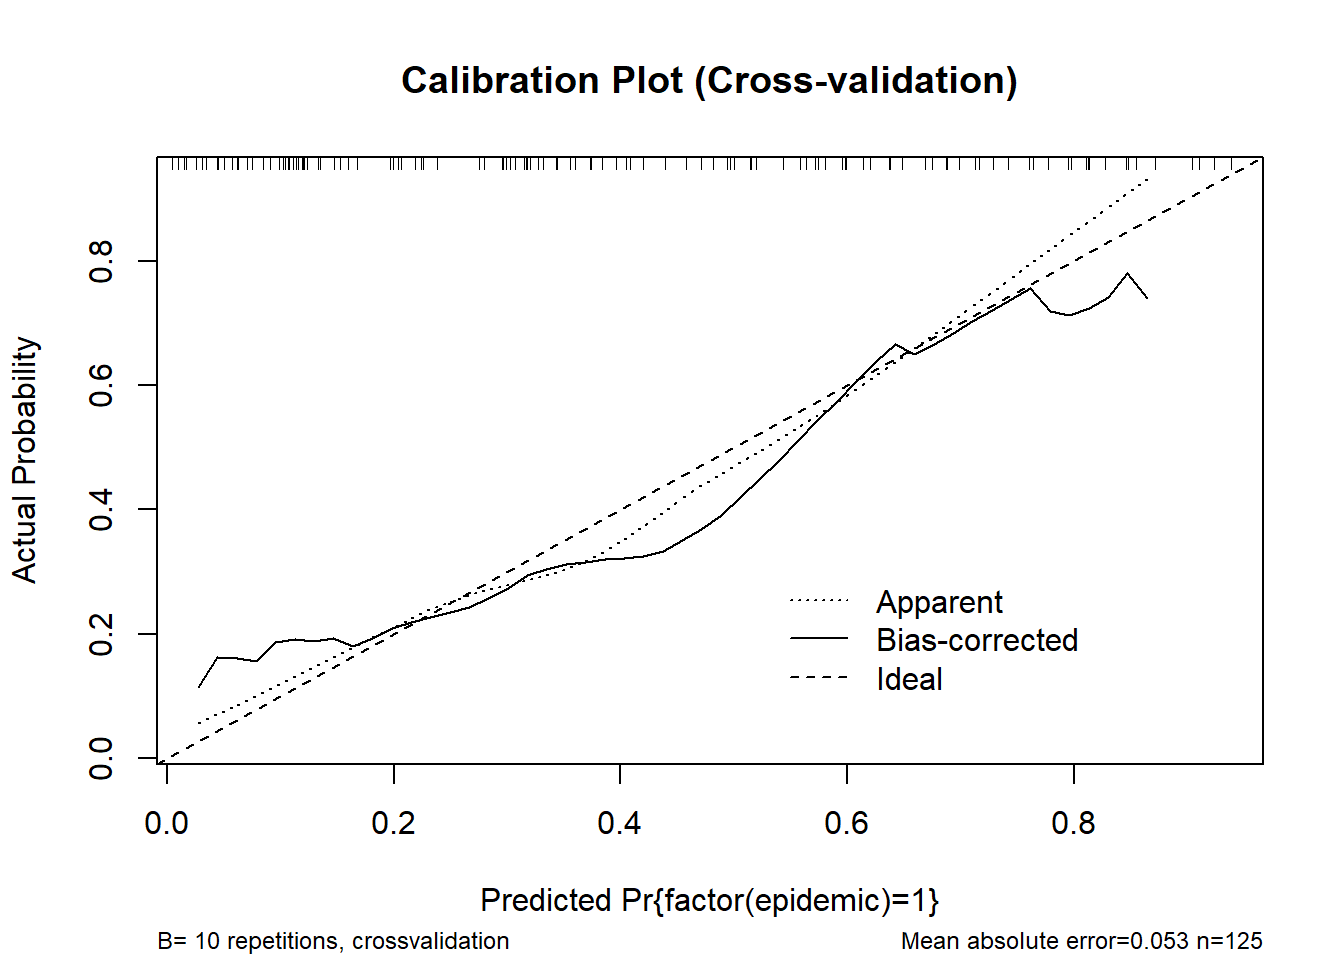 Calibration Plot (Cross-validation)
Actual Probability
0.8
0.6
0.4
0.2
0.0
Apparent
Bias-corrected
Ideal
0.0 0.2 0.4 0.6 0.8
Predicted Pr{factor(epidemic)=1}
B= 10 repetitions, crossvalidation
Mean absolute error=0.053 n=125